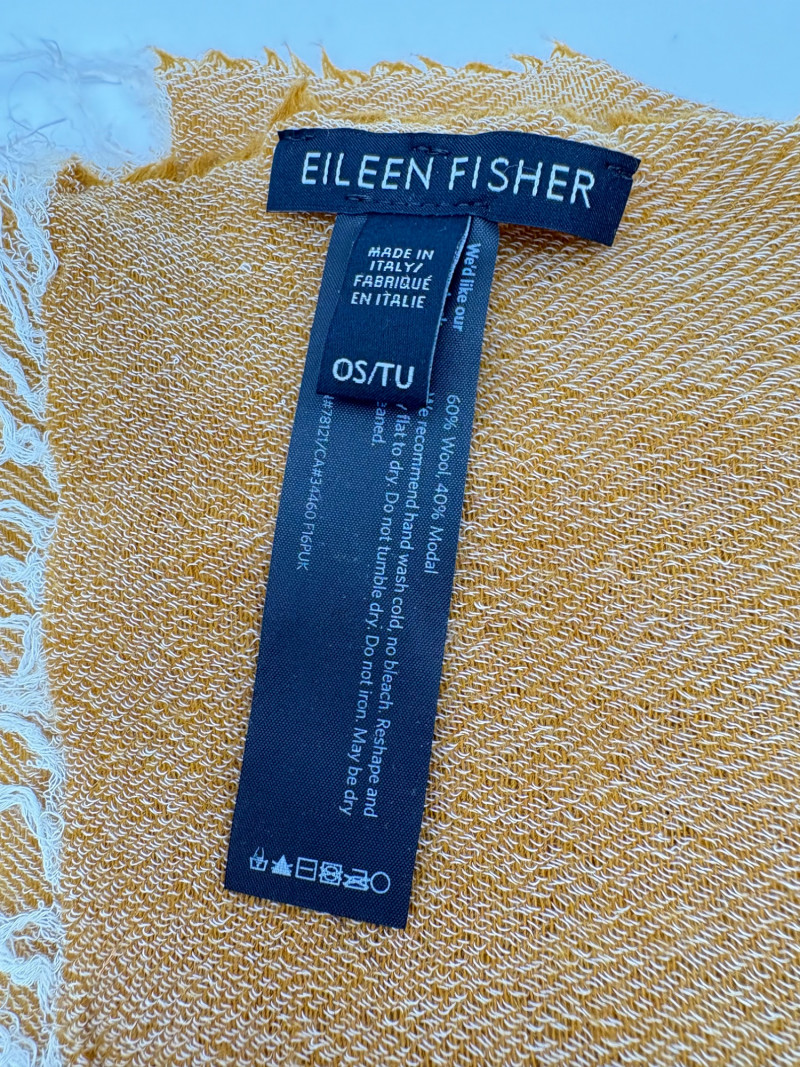 EILEEN FISHER
MADE IN
ITALY/
FABRIQUÉ
EN ITALIE
OS/TU
We'd like our
60% Wool 40% Modal
recommend hand wash cold, no bleach. Reshape and
flat to dry. Do not tumble dry. Do not iron. May be dry
eaned.
#78121/CA#34460 F16PUK